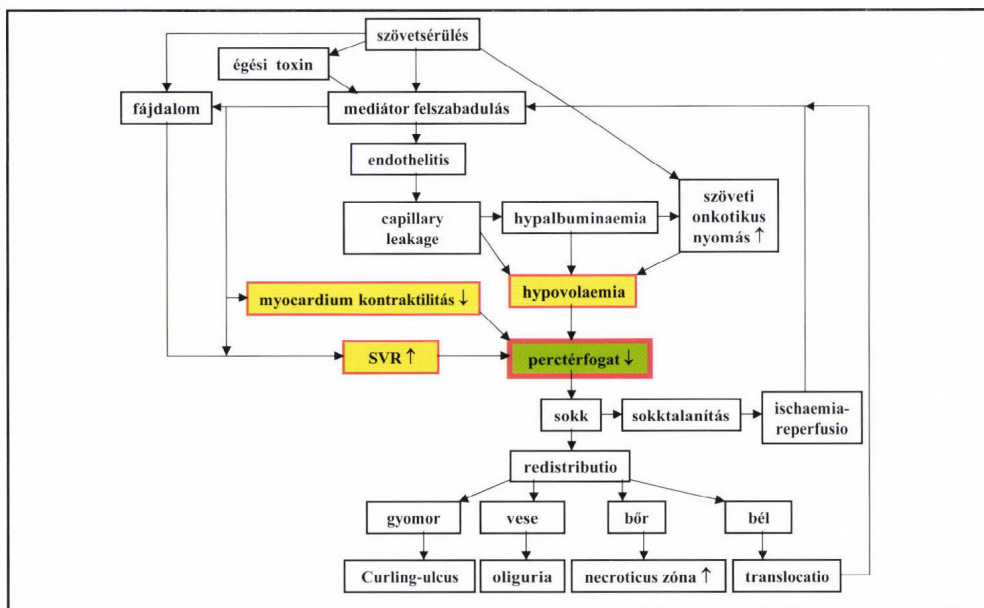 szövetsérülés
égési toxin
fájdalom
mediátor felszabadulás
endothelitis
capillary
leakage
hypalbuminaemia
szöveti
onkotikus
nyomás ↑
myocardium kontraktilitás ↓
hypovolaemia
SVR ↑
perctérfogat ↓
sokk
sokktalanítás
ischaemia-
reperfusio
redistributio
gyomor
vese
bőr
bél
Curling-ulcus
oliguria
necroticus zóna ↑
translocatio